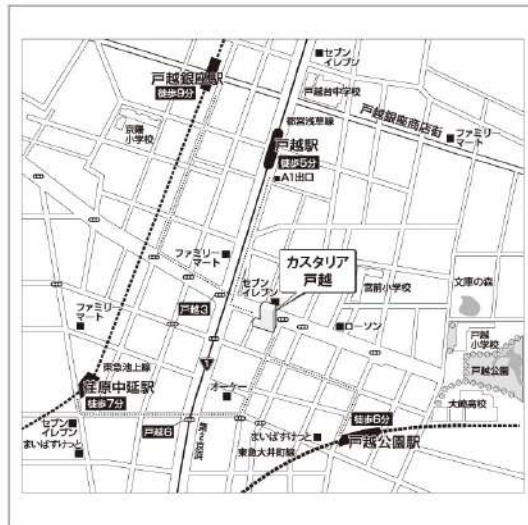 セブン
イレブン
戸越銀座駅
徒歩9分
戸越台中学校
京陽
小学校
都営浅草線
戸越銀座商店街
ファミリー
マート
戸越駅
徒歩5分
A1出口
ファミリー
マート
カスタリア
戸越
セブン
イレブン
宮前小学校
文庫の森
戸越3
ファミリー
マート
ローソン
戸越
小学校
戸越公園
東急池上線
1
荏原中延駅
徒歩7分
オーケー
大崎高校
セブン
イレブン
まいばすけっと
戸越6
第2京浜
まいばすけっと
徒歩6分
戸越公園駅
東急大井町線